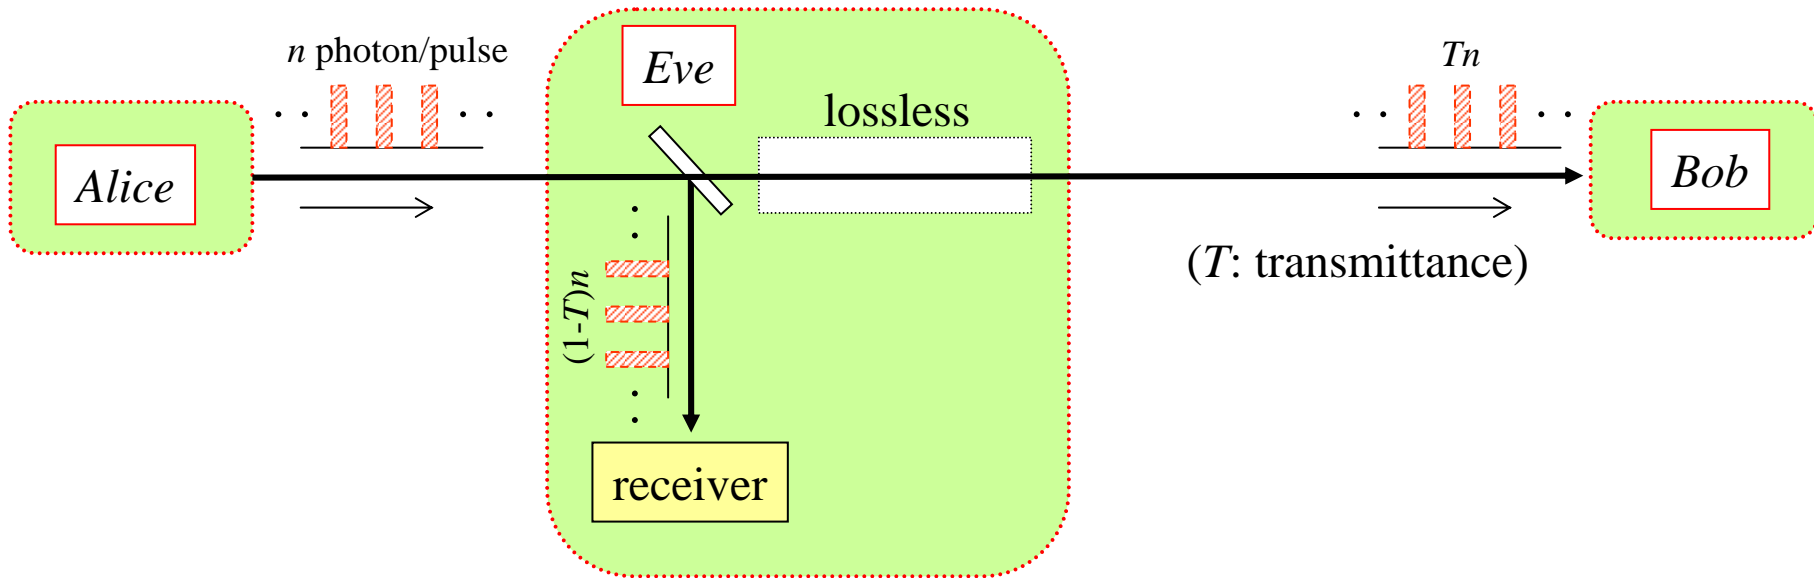 n photon/pulse
Eve
Tn
lossless
Alice
Bob
(1-T)n
(T: transmittance)
receiver